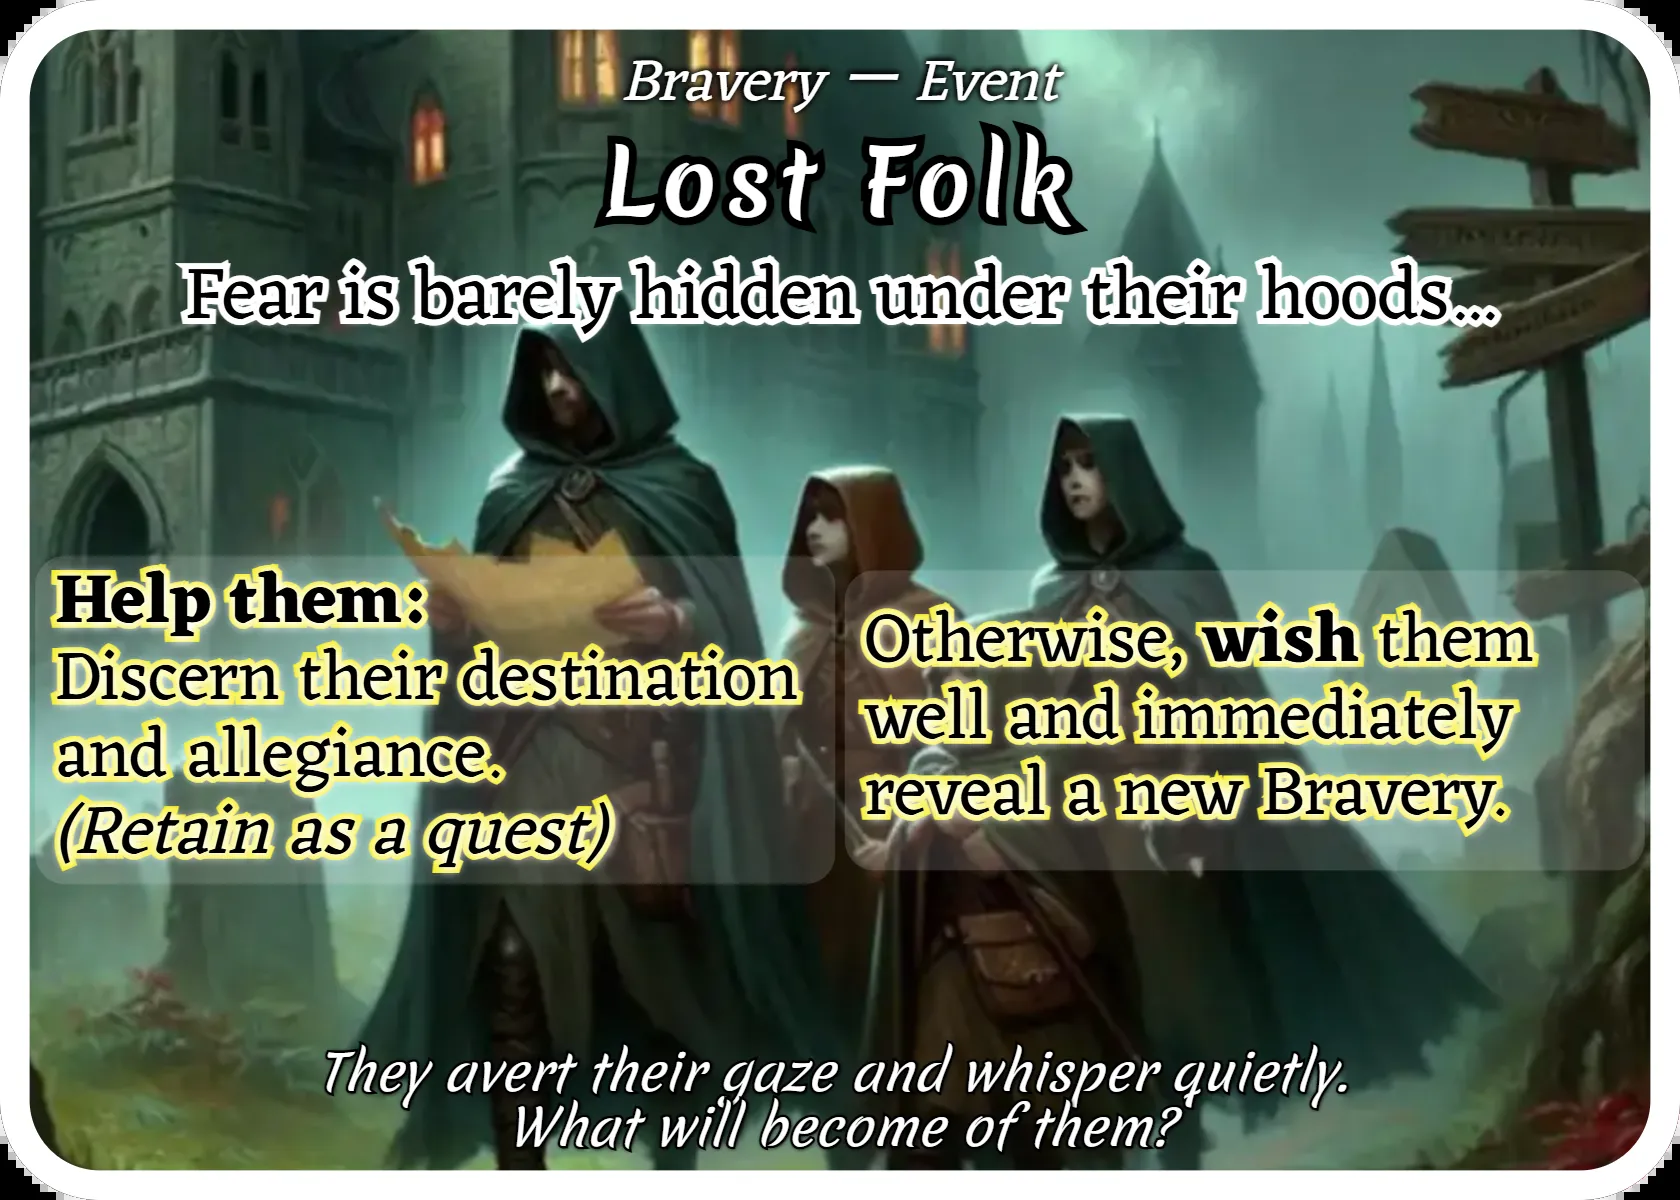 Bravery — Event
Lost Folk
Fear is barely hidden under their hoods...
Help them:
Discern their destination
and allegiance.
(Retain as a quest)
Otherwise, wish them
well and immediately
reveal a new Bravery.
They avert their gaze and whisper quietly.
What will become of them?